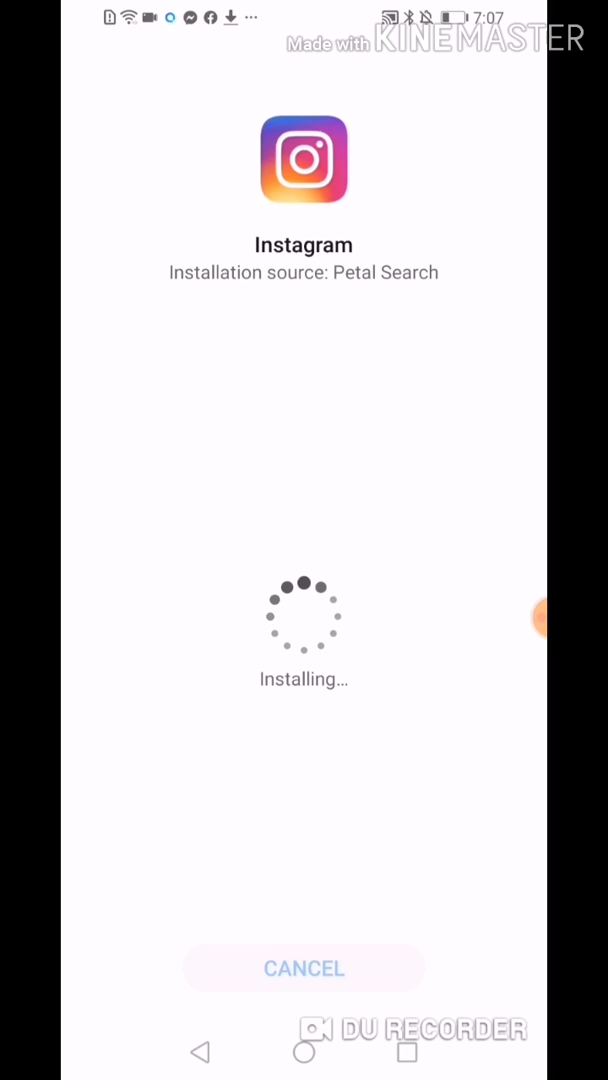 7:07
Made with KINEMASTER
Instagram
Installation source: Petal Search
Installing...
CANCEL
DU RECORDER